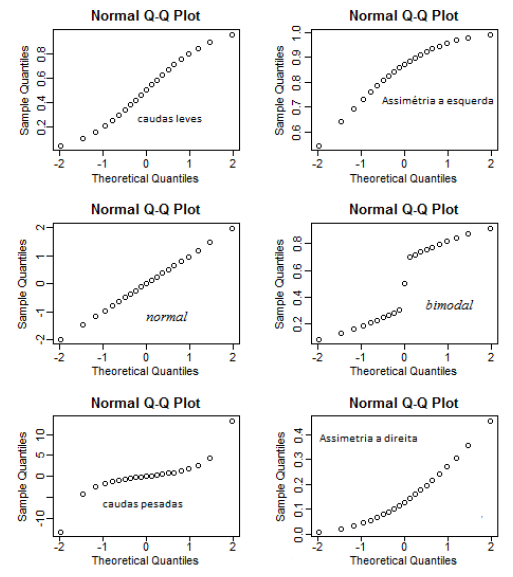 Normal Q-Q Plot
Sample Quantiles
0.2 0.4 0.6 0.8
caudas leves
-2 -1 0 1 2
Theoretical Quantiles
Normal Q-Q Plot
Sample Quantiles
0.6 0.7 0.8 0.9 1.0
Assimétria a esquerda
-2 -1 0 1 2
Theoretical Quantiles
Normal Q-Q Plot
Sample Quantiles
-2 -1 0 1 2
normal
-2 -1 0 1 2
Theoretical Quantiles
Normal Q-Q Plot
Sample Quantiles
0.2 0.4 0.6 0.8
bimodal
-2 -1 0 1 2
Theoretical Quantiles
Normal Q-Q Plot
Sample Quantiles
-10 0 5 10
caudas pesadas
-2 -1 0 1 2
Theoretical Quantiles
Normal Q-Q Plot
Sample Quantiles
0.0 0.1 0.2 0.3 0.4
Assimetria a direita
-2 -1 0 1 2
Theoretical Quantiles